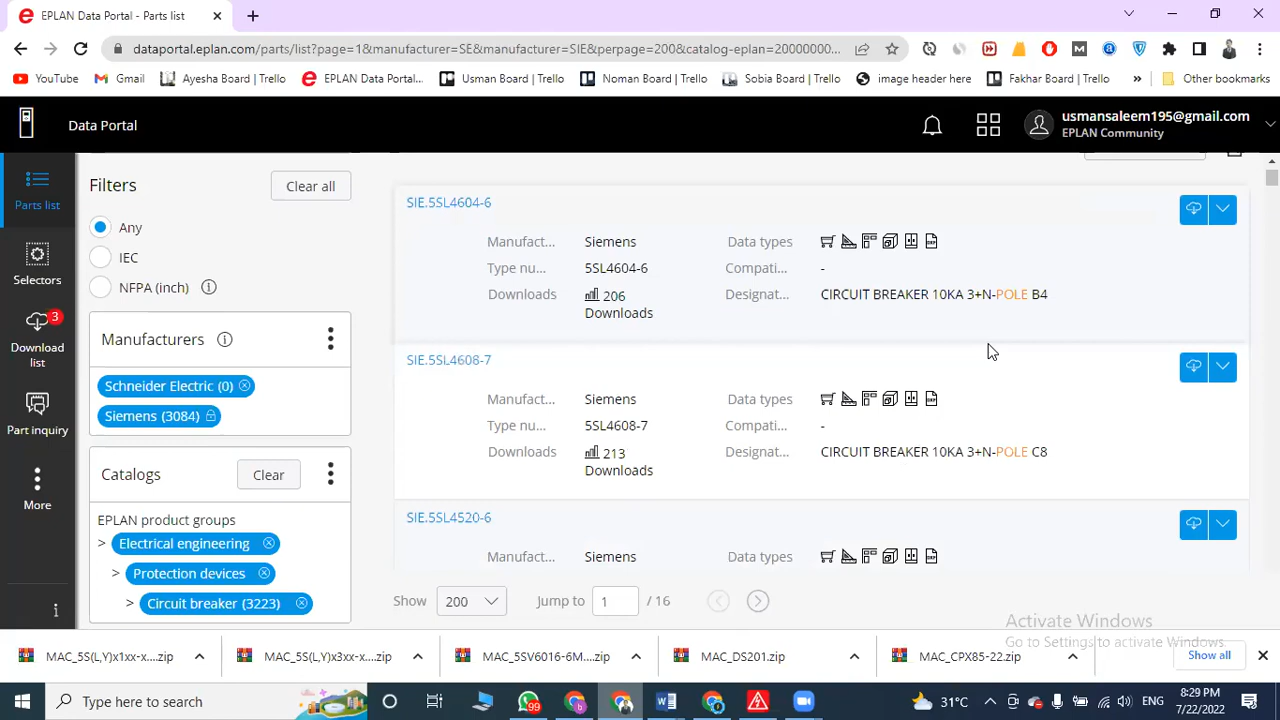 EPLAN Data Portal - Parts list
dataportal.eplan.com/parts/list?page=1&manufacturer=SE&manufacturer=SIE&perpage=200&catalog-eplan=20000000...
YouTube
Gmail
Ayesha Board | Trello
EPLAN Data Portal...
Usman Board | Trello
Noman Board | Trello
Sobia Board | Trello
image header here
Fakhar Board | Trello
»
Other bookmarks
Data Portal
usmansaleem195@gmail.com
EPLAN Community
Parts list
Selectors
3
Download list
Part inquiry
More
Filters
Clear all
Any
IEC
NFPA (inch)
Manufacturers
Schneider Electric (0)
Siemens (3084)
Catalogs
Clear
EPLAN product groups
> Electrical engineering
> Protection devices
> Circuit breaker (3223)
SIE.5SL4604-6
Manufact... Siemens Data types
Type nu... 5SL4604-6 Compati... -
Downloads 206 Downloads Designat... CIRCUIT BREAKER 10KA 3+N-POLE B4
SIE.5SL4608-7
Manufact... Siemens Data types
Type nu... 5SL4608-7 Compati... -
Downloads 213 Downloads Designat... CIRCUIT BREAKER 10KA 3+N-POLE C8
SIE.5SL4520-6
Manufact... Siemens Data types
Show 200 Jump to 1 / 16
Activate Windows
Go to Settings to activate Windows.
MAC_5S(L,Y)x1xx-x....zip
MAC_5S(L,Y)x3xx-x....zip
MAC_5SV6016-6M....zip
MAC_DS201.zip
MAC_CPX85-22.zip
Show all
Type here to search
99
31°C
ENG
8:29 PM
7/22/2022